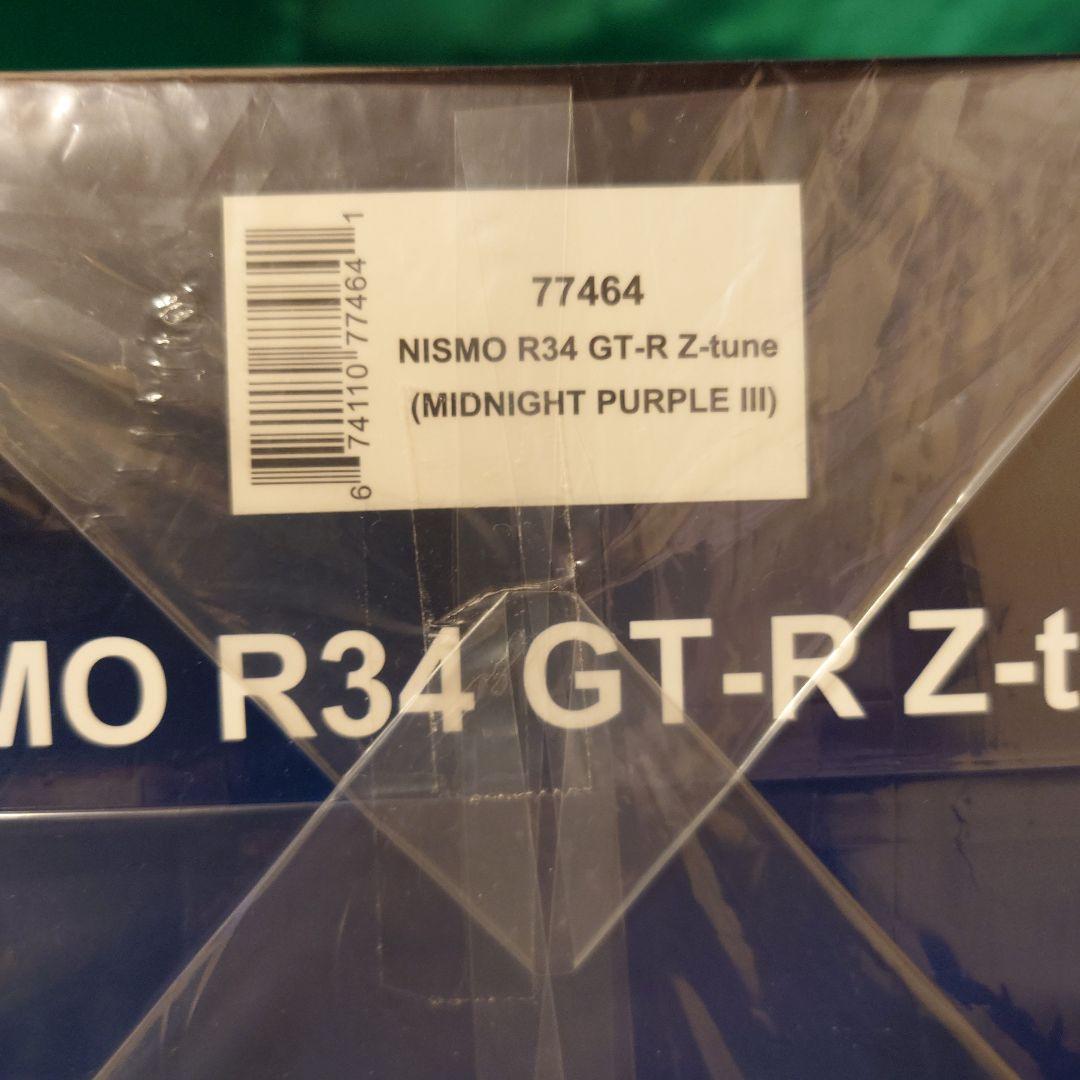 77464
NISMO R34 GT-R Z-tune
(MIDNIGHT PURPLE III)
6 74110 77464 1
MO R34 GT-R Z-t